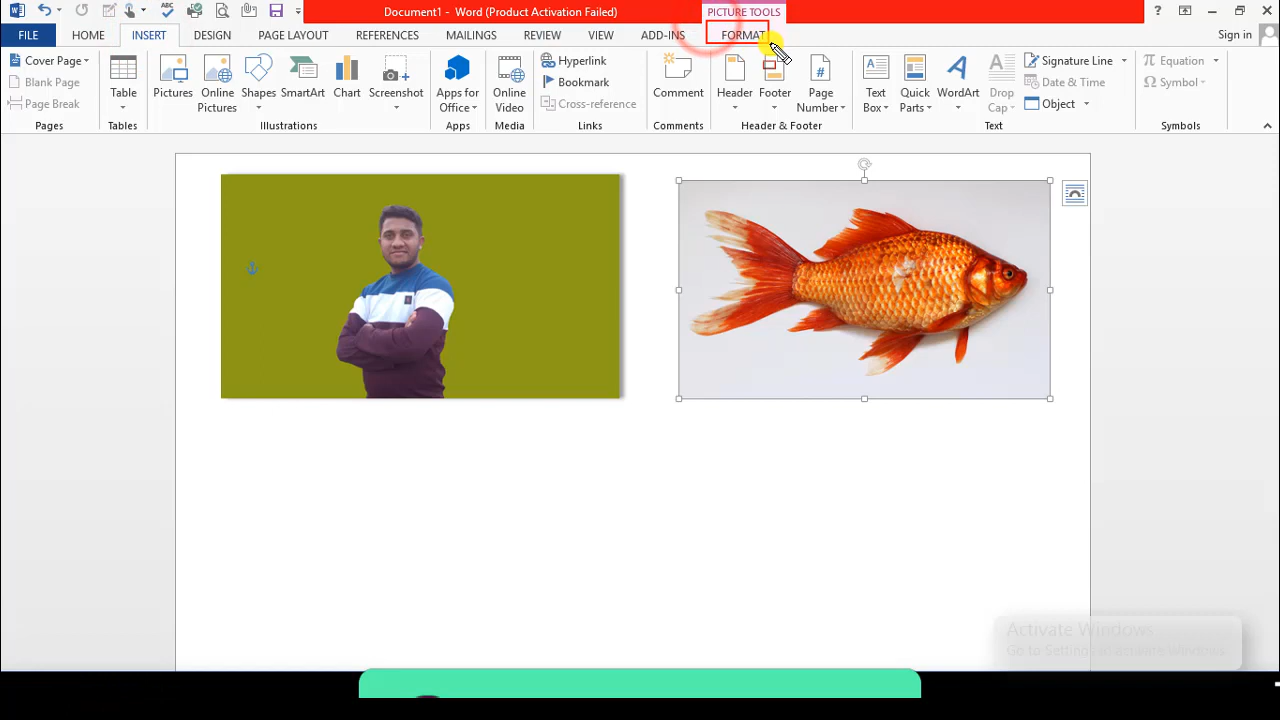 Document1 - Word (Product Activation Failed)
PICTURE TOOLS
FILE HOME INSERT DESIGN PAGE LAYOUT REFERENCES MAILINGS REVIEW VIEW ADD-INS FORMAT Sign in
Cover Page
Blank Page
Page Break
Pages
Table
Tables
Pictures
Online Pictures
Shapes
SmartArt
Chart
Screenshot
Illustrations
Apps for Office
Apps
Online Video
Media
Hyperlink
Bookmark
Cross-reference
Links
Comment
Comments
Header
Footer
Page Number
Header & Footer
Text Box
Quick Parts
WordArt
Drop Cap
Signature Line
Date & Time
Object
Text
Equation
Symbol
Symbols
Activate Windows
Go to Settings to activate Windows.